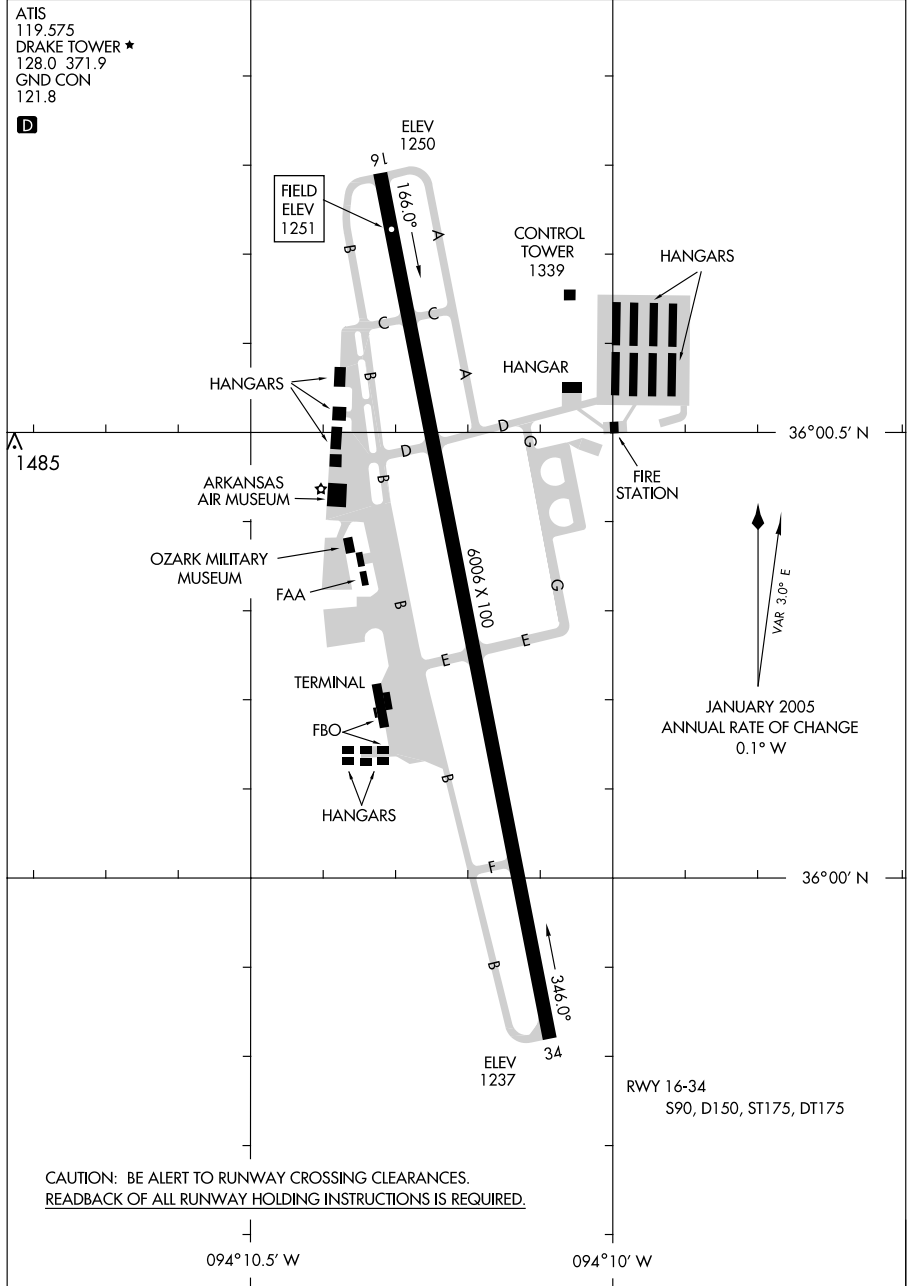 ATIS
119.575
DRAKE TOWER ★
128.0 371.9
GND CON
121.8
D
ELEV
1250
16
FIELD
ELEV
1251
166.0°
A
B
CONTROL
TOWER
1339
HANGARS
C
C
HANGAR
HANGARS
B
A
D
G
36°00.5' N
1485
D
B
FIRE
STATION
ARKANSAS
AIR MUSEUM
OZARK MILITARY
MUSEUM
FAA
6006 X 100
B
G
VAR 3.0° E
E
E
TERMINAL
JANUARY 2005
ANNUAL RATE OF CHANGE
0.1° W
FBO
B
HANGARS
F
36°00' N
B
346.0°
34
ELEV
1237
RWY 16-34
S90, D150, ST175, DT175
CAUTION: BE ALERT TO RUNWAY CROSSING CLEARANCES.
READBACK OF ALL RUNWAY HOLDING INSTRUCTIONS IS REQUIRED.
094°10.5' W
094°10' W